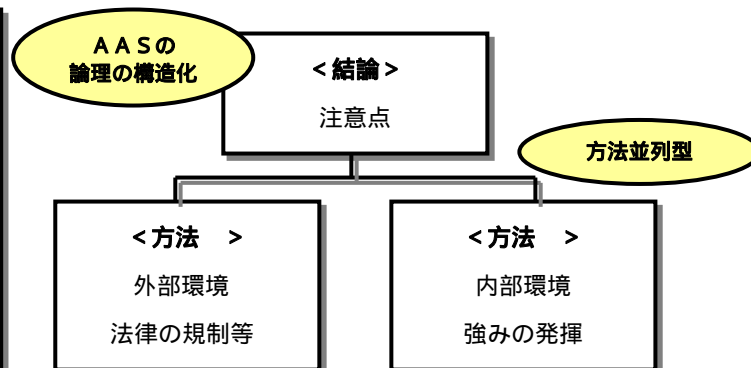 ＡＡＳの
論理の構造化
＜結論＞
注意点
方法並列型
＜方法　＞
外部環境
法律の規制等
＜方法　＞
内部環境
強みの発揮